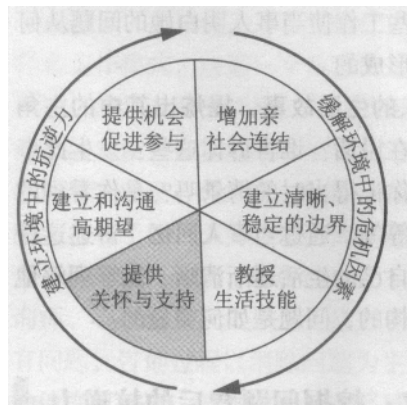 建立环境中的抗逆力
缓解环境中的危机因素
提供机会
促进参与
增加亲
社会连结
建立和沟通
高期望
建立清晰、
稳定的边界
提供
关怀与支持
教授
生活技能